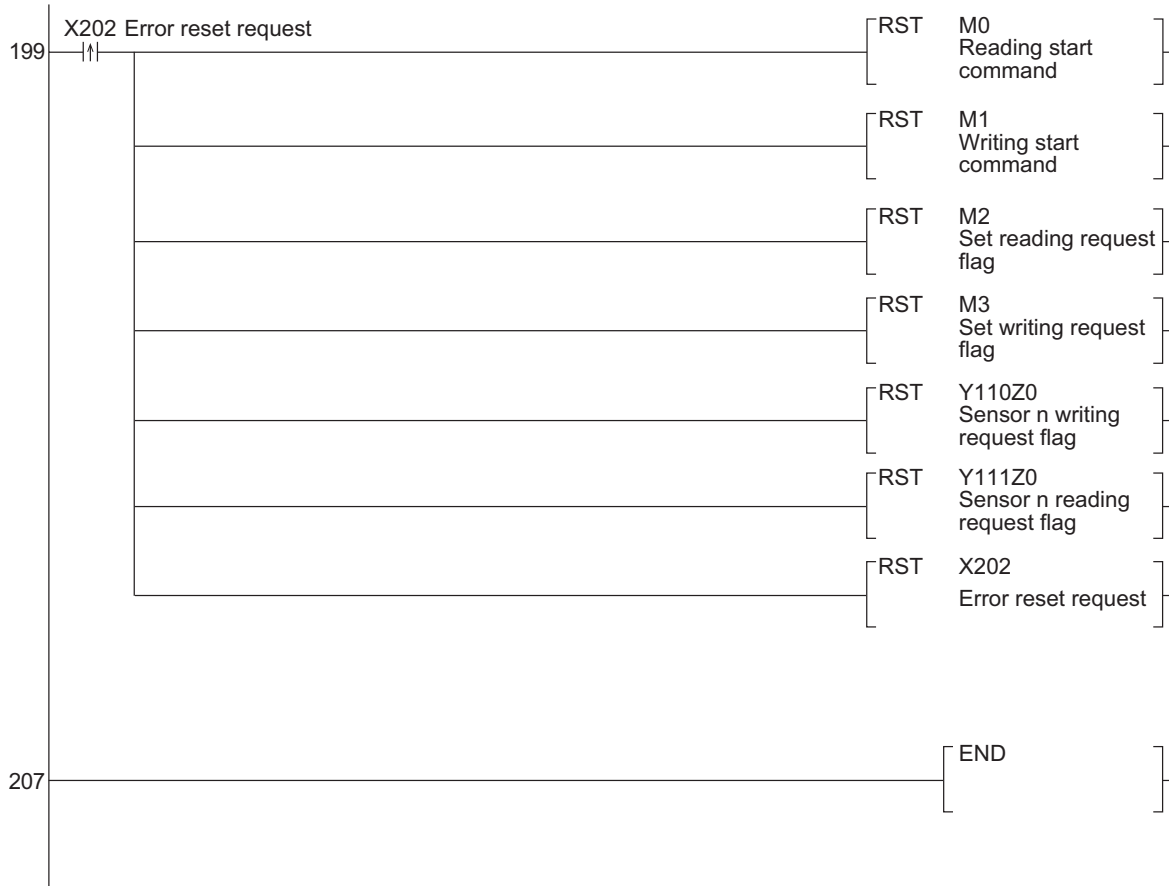 X202 Error reset request
199
RST M0
Reading start
command
RST M1
Writing start
command
RST M2
Set reading request
flag
RST M3
Set writing request
flag
RST Y110Z0
Sensor n writing
request flag
RST Y111Z0
Sensor n reading
request flag
RST X202
Error reset request
END
207